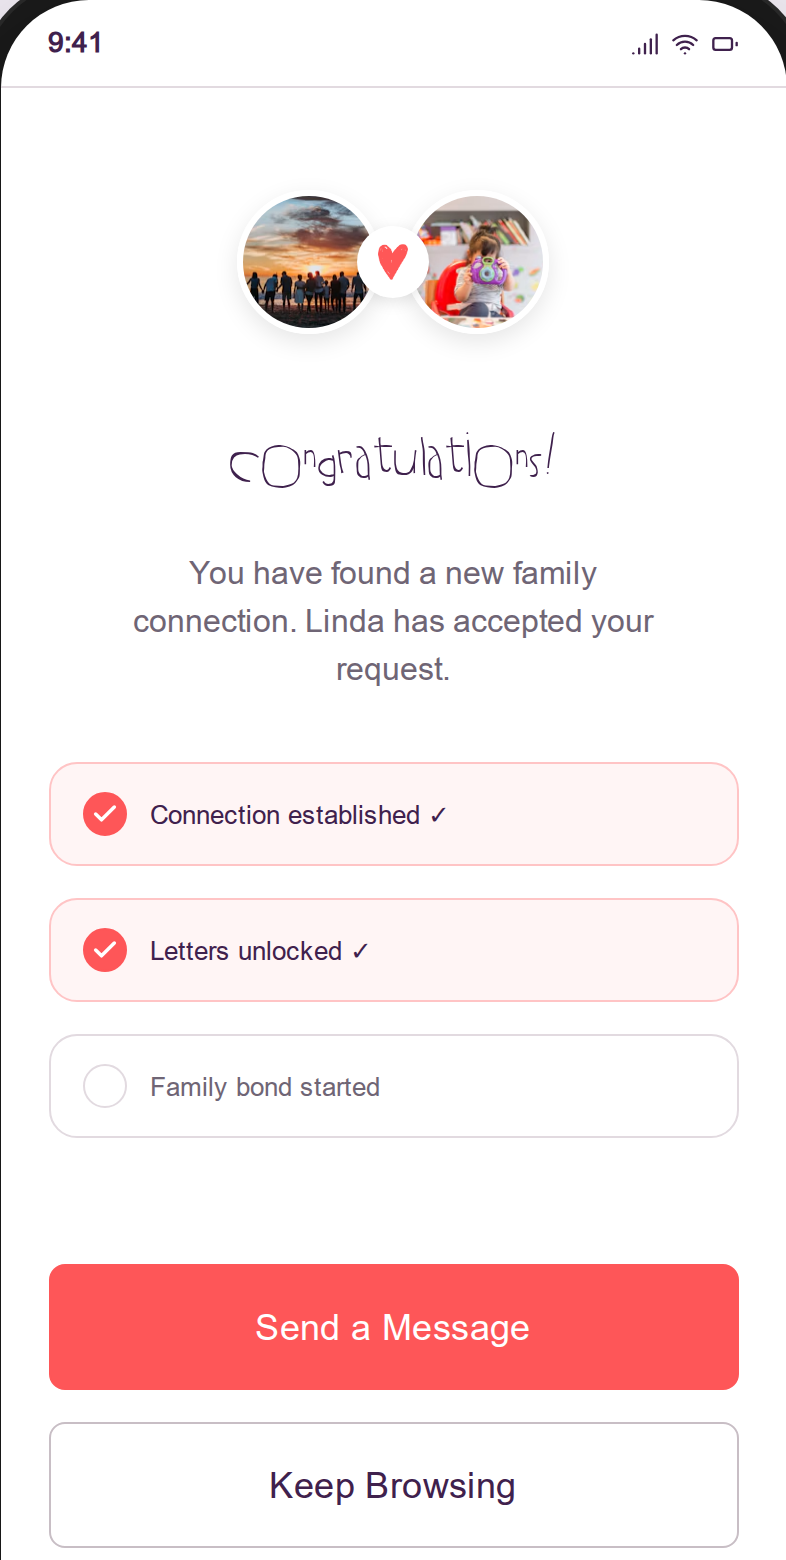 9:41
congratulations!
You have found a new family
connection. Linda has accepted your
request.
Connection established ✓
Letters unlocked ✓
Family bond started
Send a Message
Keep Browsing